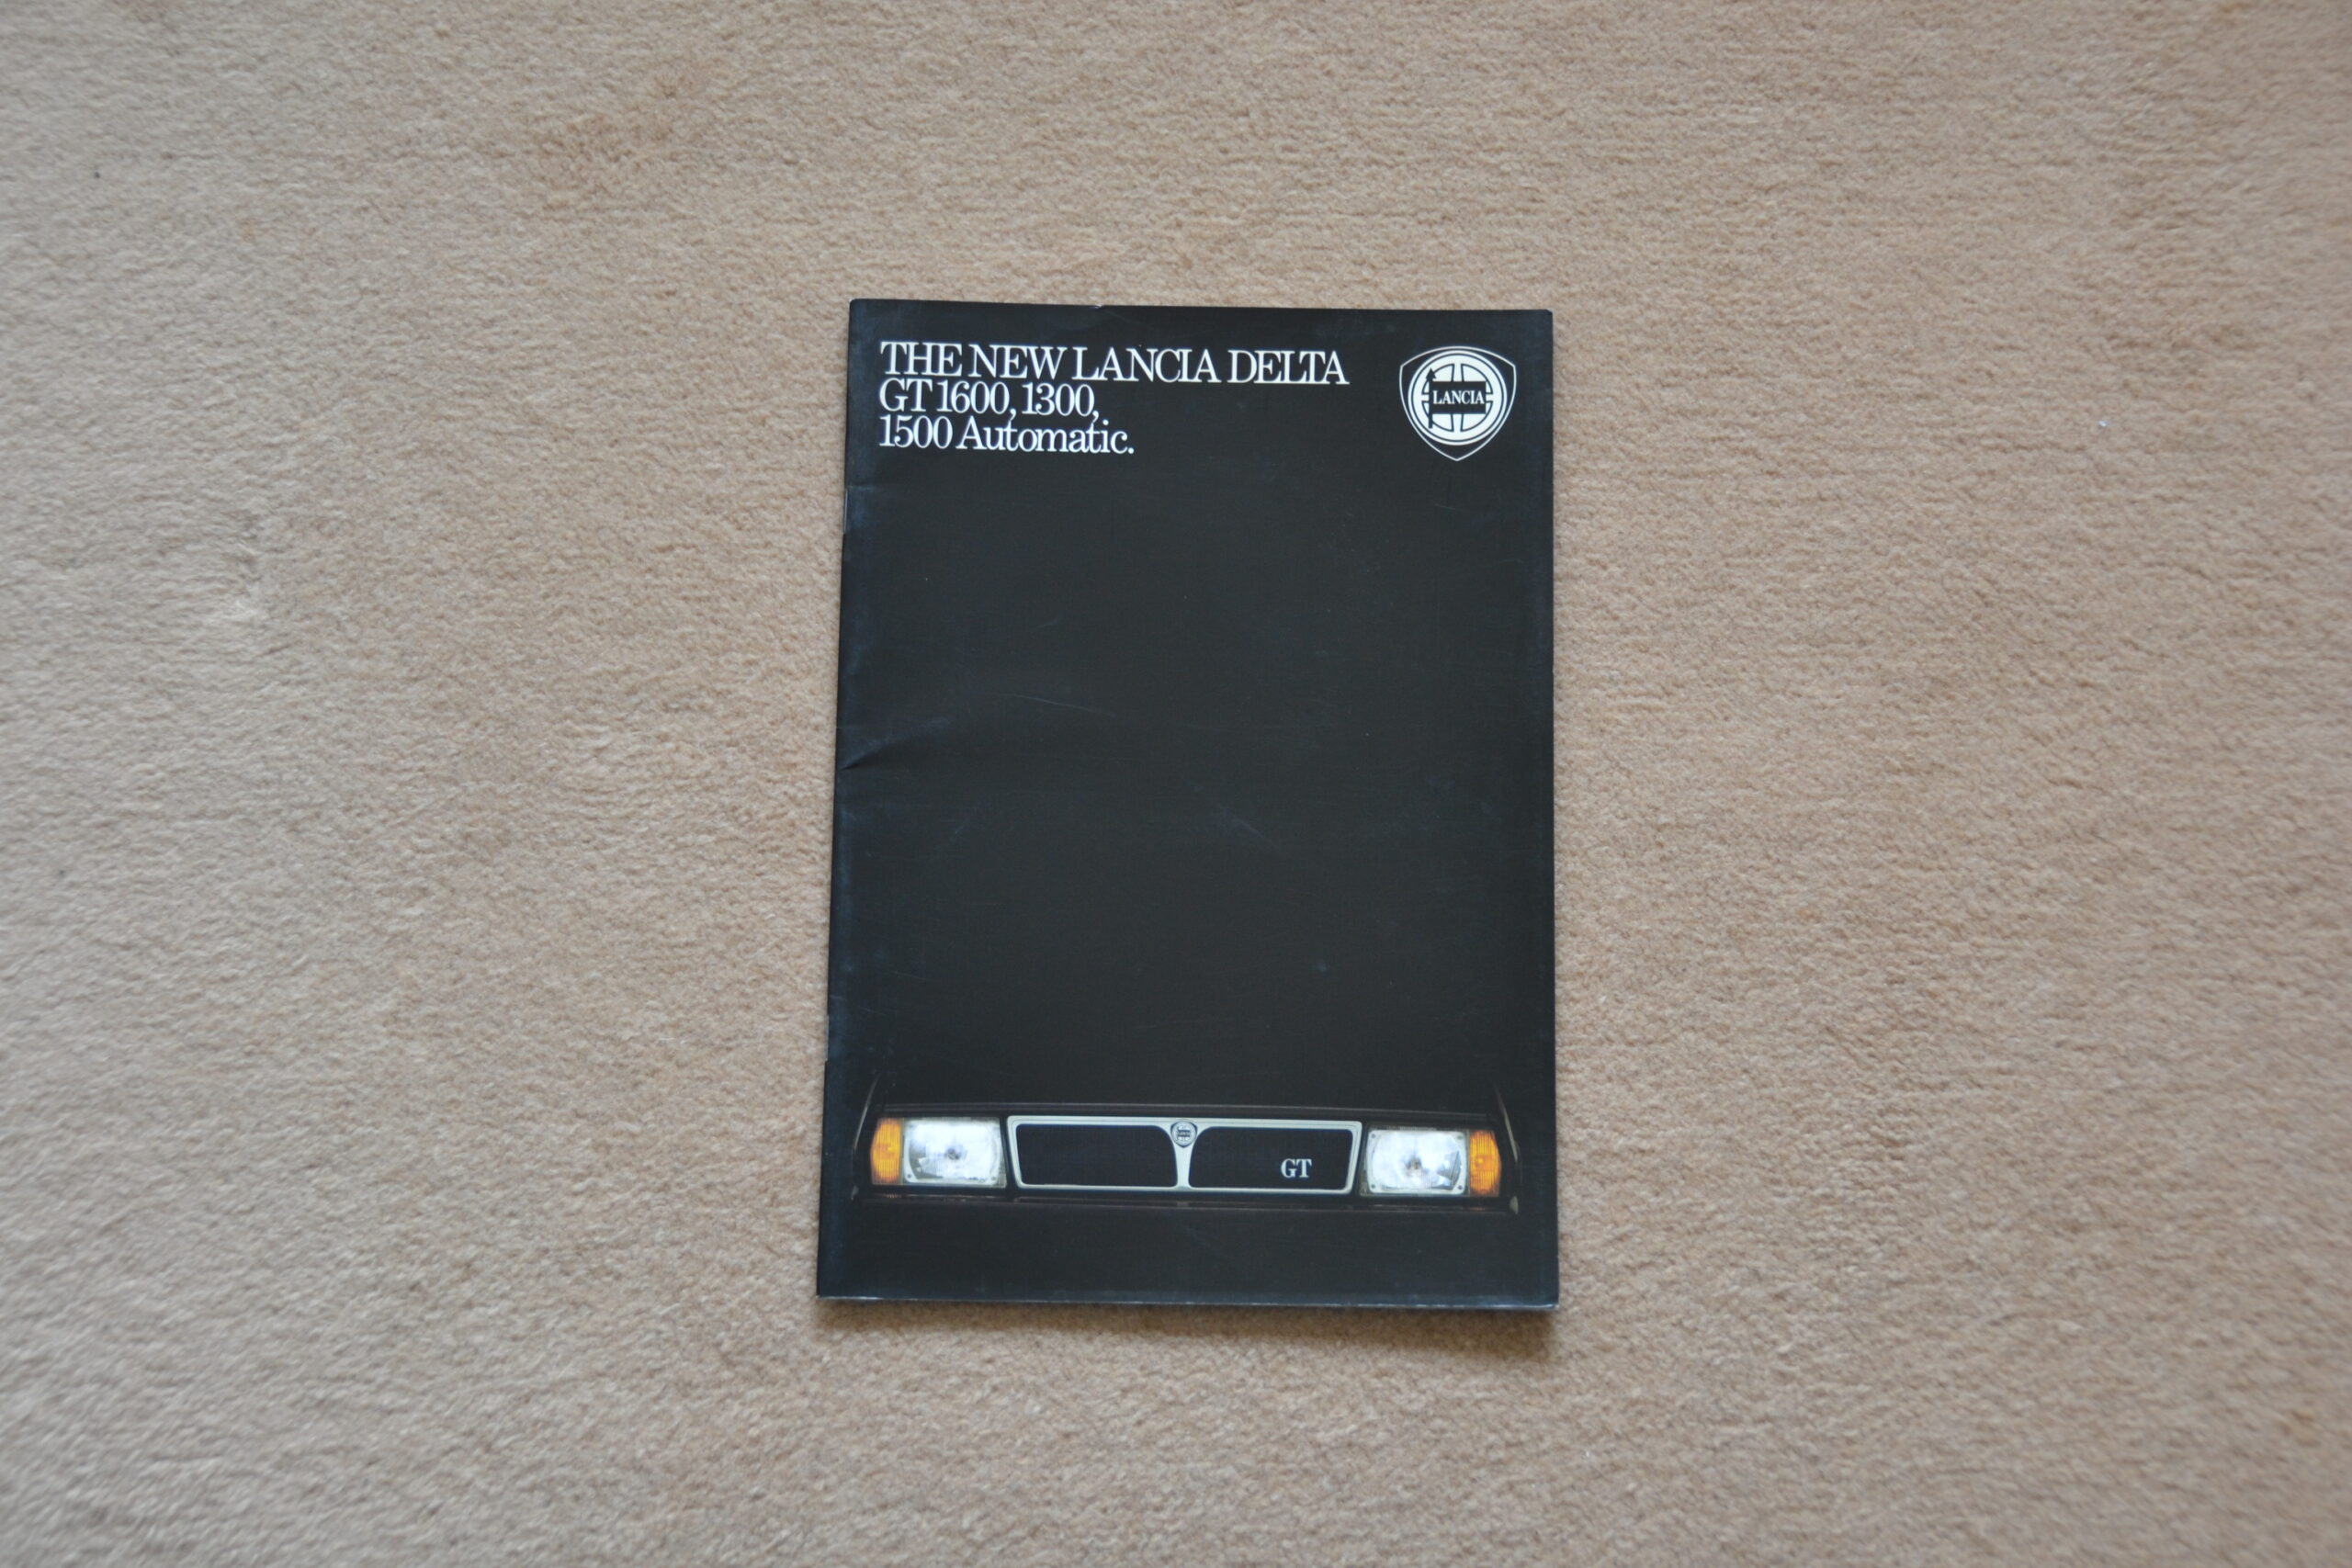 THE NEW LANCIA DELTA
GT 1600, 1300,
1500 Automatic.
LANCIA
GT